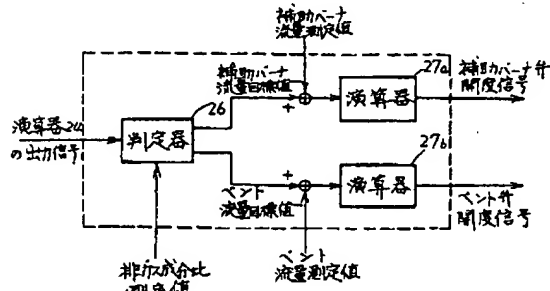 補助バーナ
流量測定値
補助バーナ
流量目標値
26
27a
補助バーナ弁
開度信号
演算器24
の出力信号
判定器
+
演算器
27b
+
演算器
ベント
流量目標値
ベント弁
開度信号
排ガス成分比
測定値
ベント
流量測定値